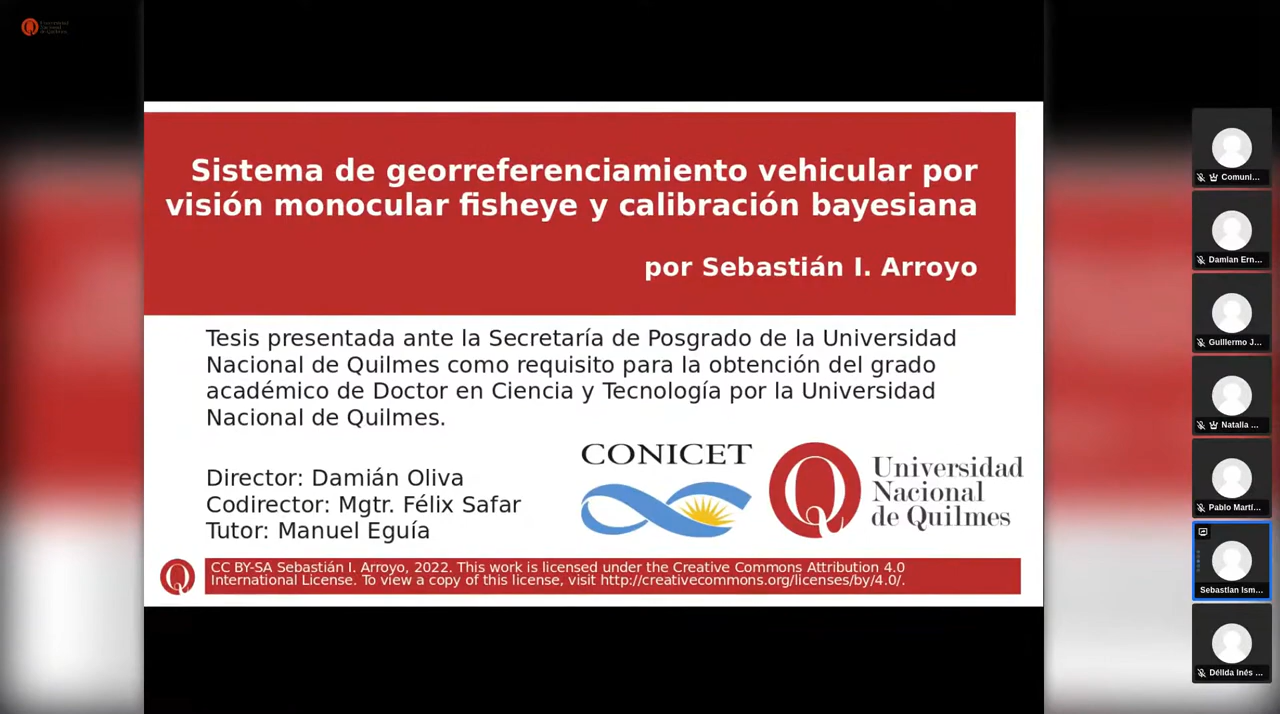 Universidad
Nacional
de Quilmes
Sistema de georreferenciamiento vehicular por
visión monocular fisheye y calibración bayesiana
por Sebastián I. Arroyo
Tesis presentada ante la Secretaría de Posgrado de la Universidad
Nacional de Quilmes como requisito para la obtención del grado
académico de Doctor en Ciencia y Tecnología por la Universidad
Nacional de Quilmes.
Director: Damián Oliva
Codirector: Mgtr. Félix Safar
Tutor: Manuel Eguía
CONICET
Universidad
Nacional
de Quilmes
CC BY-SA Sebastián I. Arroyo, 2022. This work is licensed under the Creative Commons Attribution 4.0
International License. To view a copy of this license, visit http://creativecommons.org/licenses/by/4.0/.
Comuni...
Damian Ern...
Guillermo J...
Natalia ...
Pablo Martí...
Sebastian Ism...
Délida Inés ...